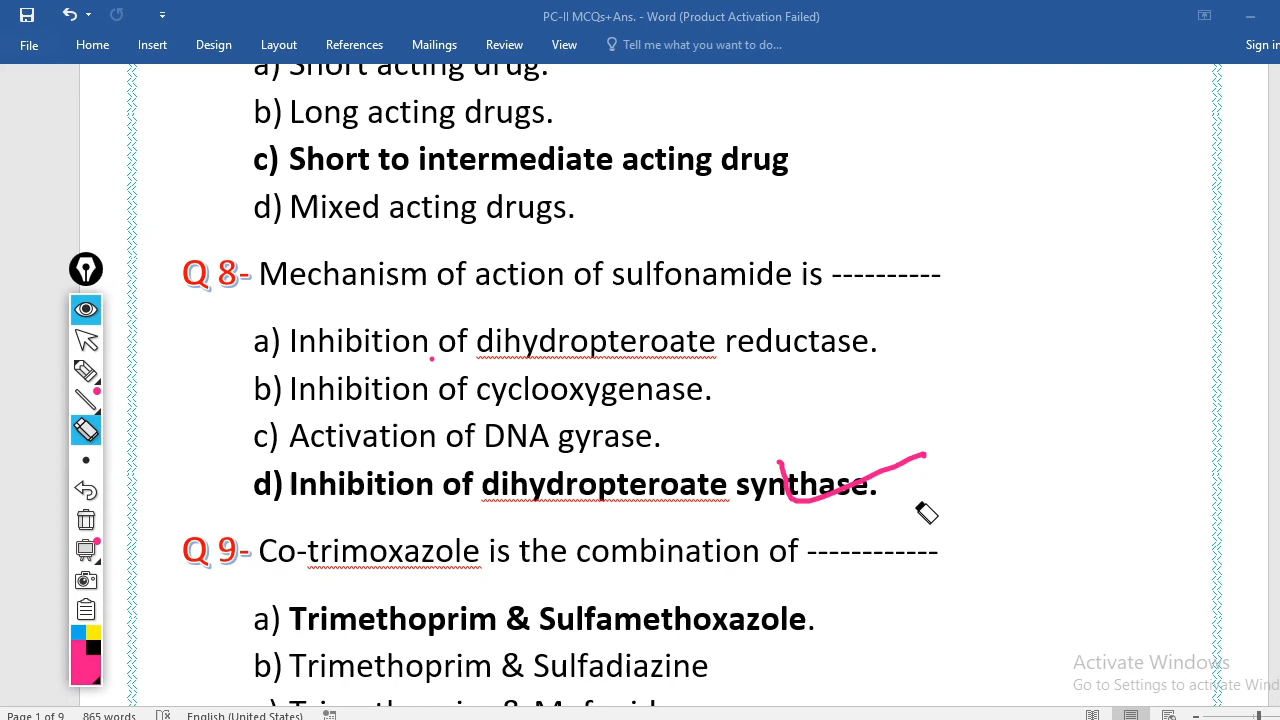 PC-II MCQs+Ans. - Word (Product Activation Failed)
File Home Insert Design Layout References Mailings Review View Tell me what you want to do... Sign in
a) Short acting drug.
b) Long acting drugs.
c) Short to intermediate acting drug
d) Mixed acting drugs.
Q 8- Mechanism of action of sulfonamide is ----------
a) Inhibition of dihydropteroate reductase.
b) Inhibition of cyclooxygenase.
c) Activation of DNA gyrase.
d) Inhibition of dihydropteroate synthase.
Q 9- Co-trimoxazole is the combination of ------------
a) Trimethoprim & Sulfamethoxazole.
b) Trimethoprim & Sulfadiazine
Activate Windows
Go to Settings to activate Wind
Page 1 of 9 865 words English (United States)